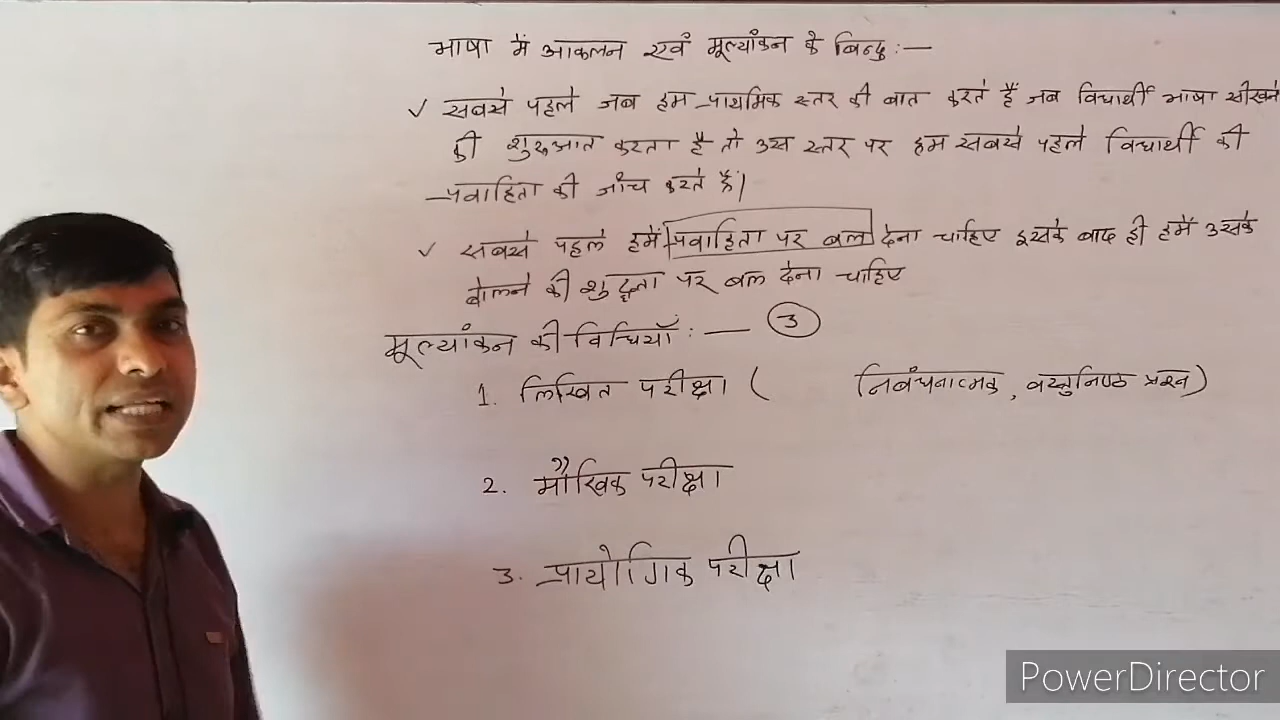 भाषा में आकलन एवं मूल्यांकन के बिन्दु :—
✓ सबसे पहले जब हम प्राथमिक स्तर की बात करते हैं जब विद्यार्थी भाषा सीखने
की शुरुआत करता है तो उस स्तर पर हम सबसे पहले विद्यार्थी की
प्रवाहिता की जाँच करते हैं।
✓ सबसे पहले हमें प्रवाहिता पर बल देना चाहिए इसके बाद ही हमें उसके
बोलने की शुद्धता पर बल देना चाहिए
मूल्यांकन की विधियाँ :— 3
1. लिखित परीक्षा ( निबंधनात्मक, वस्तुनिष्ठ प्रश्न)
2. मौखिक परीक्षा
3. प्रायोगिक परीक्षा
PowerDirector